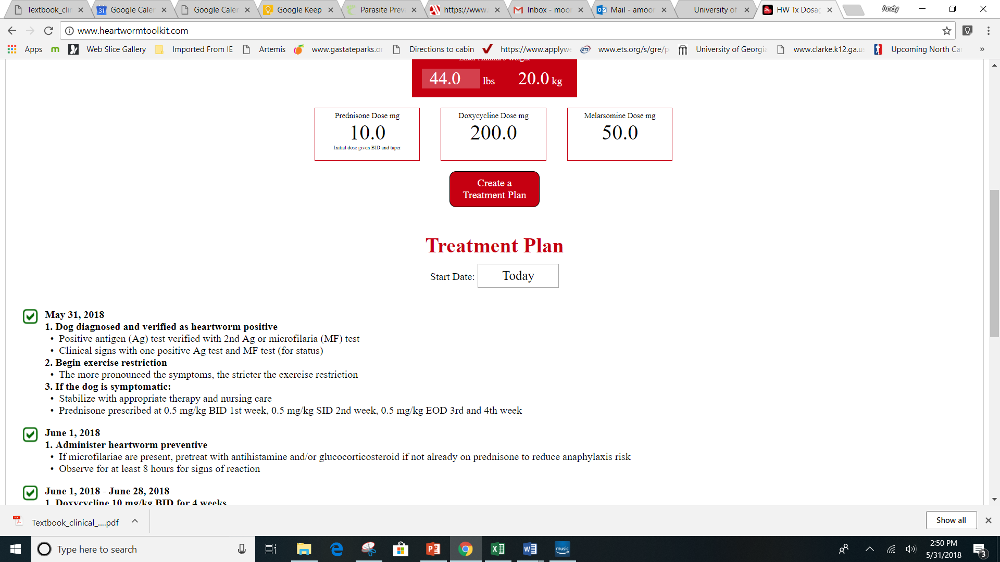 Textbook_clin
Google Caler
Google Caler
Google Keep
Parasite Prev
https://www.
Inbox - moor
Mail - amoor
University of
HW Tx Dosag
Andy
www.heartwormtoolkit.com
Apps
Web Slice Gallery
Imported From IE
Artemis
www.gastateparks.or
Directions to cabin
https://www.applywe
www.ets.org/s/gre/p
University of Georgia
www.clarke.k12.ga.us
Upcoming North Car
»
Enter Animal's Weight
44.0 lbs 20.0 kg
Prednisone Dose mg
10.0
Initial dose given BID and taper
Doxycycline Dose mg
200.0
Melarsomine Dose mg
50.0
Create a
Treatment Plan
Treatment Plan
Start Date: Today
May 31, 2018
1. Dog diagnosed and verified as heartworm positive
• Positive antigen (Ag) test verified with 2nd Ag or microfilaria (MF) test
• Clinical signs with one positive Ag test and MF test (for status)
2. Begin exercise restriction
• The more pronounced the symptoms, the stricter the exercise restriction
3. If the dog is symptomatic:
• Stabilize with appropriate therapy and nursing care
• Prednisone prescribed at 0.5 mg/kg BID 1st week, 0.5 mg/kg SID 2nd week, 0.5 mg/kg EOD 3rd and 4th week
June 1, 2018
1. Administer heartworm preventive
• If microfilariae are present, pretreat with antihistamine and/or glucocorticosteroid if not already on prednisone to reduce anaphylaxis risk
• Observe for at least 8 hours for signs of reaction
June 1, 2018 - June 28, 2018
1. Doxycycline 10 mg/kg BID for 4 weeks
Textbook_clinical_....pdf
Show all
Type here to search
music
2:50 PM
5/31/2018
3